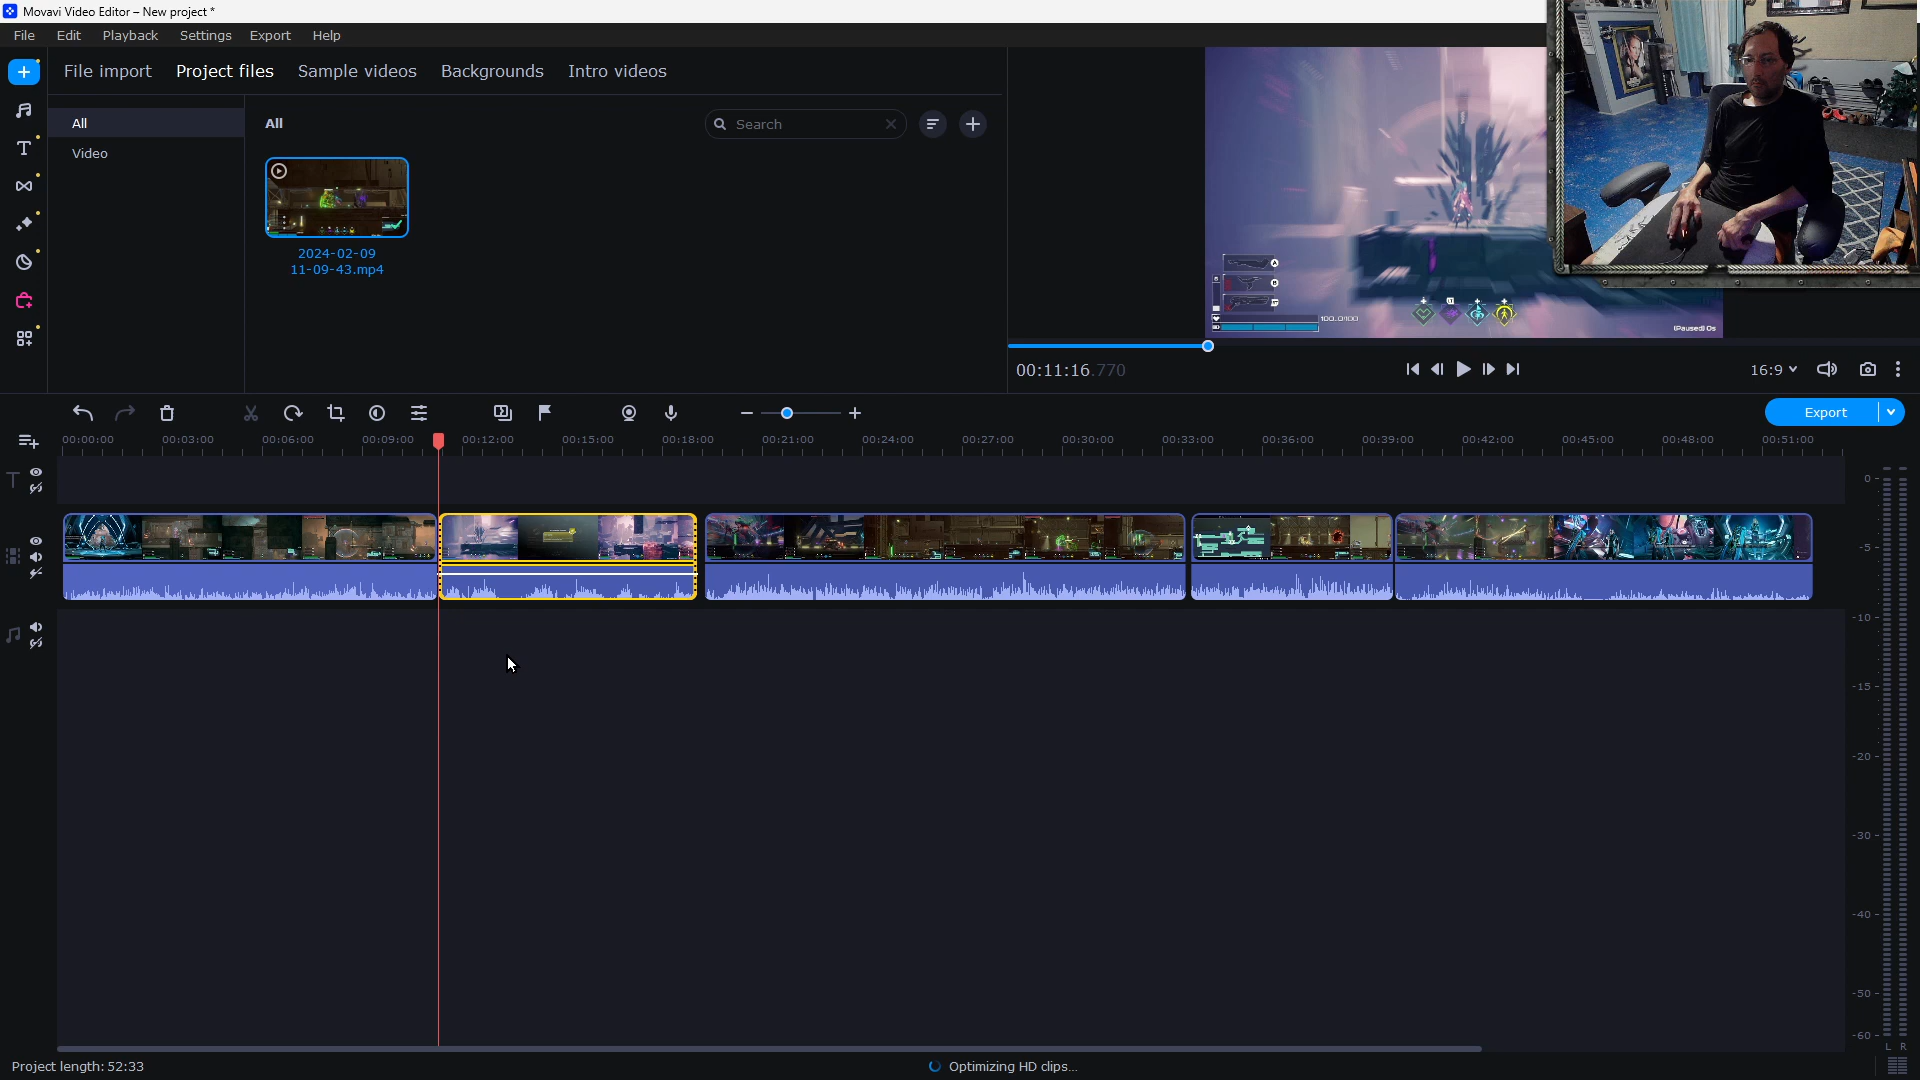 Movavi Video Editor – New project *
File Edit Playback Settings Export Help
File import Project files Sample videos Backgrounds Intro videos
All
Video
All
Search
2024-02-09
11-09-43.mp4
100.0/100
(Paused) 0s
00:11:16.770
16:9
Export
00:00:00 00:03:00 00:06:00 00:09:00 00:12:00 00:15:00 00:18:00 00:21:00 00:24:00 00:27:00 00:30:00 00:33:00 00:36:00 00:39:00 00:42:00 00:45:00 00:48:00 00:51:00
0
-5
-10
-15
-20
-30
-40
-50
-60
L R
Project length: 52:33
Optimizing HD clips...